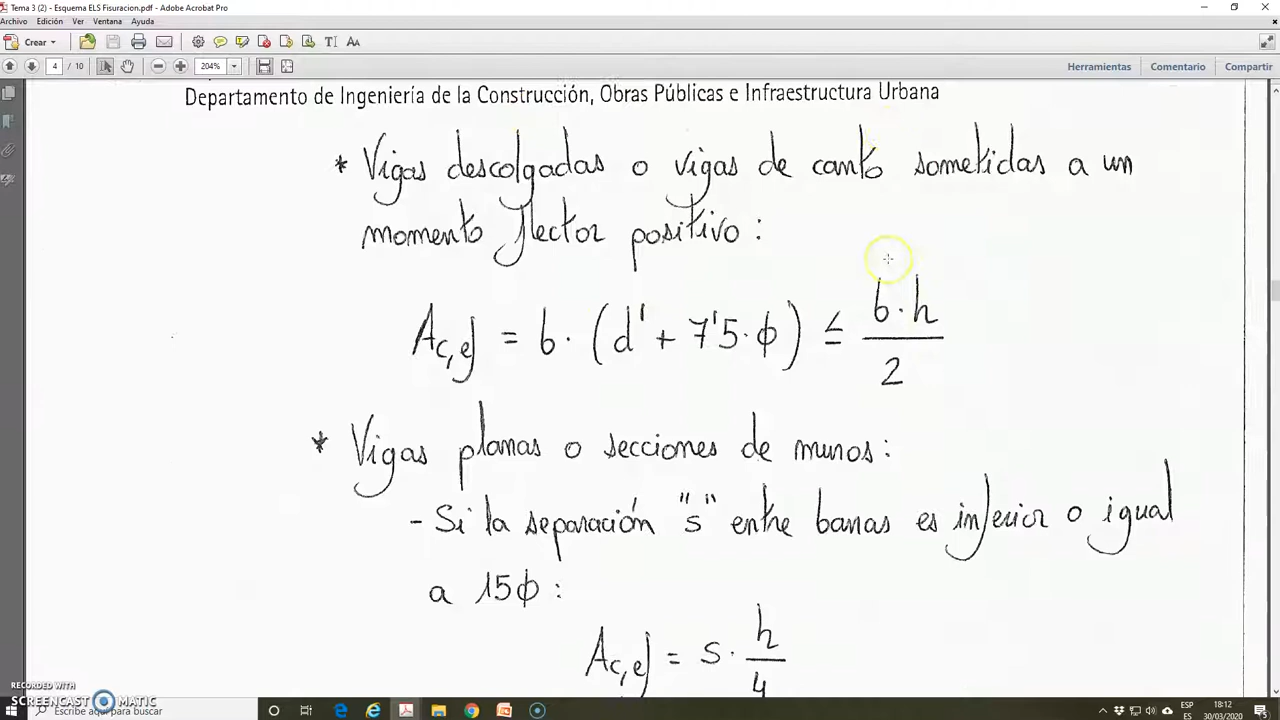 Tema 3 (2) - Esquema ELS Fisuracion.pdf - Adobe Acrobat Pro
Archivo Edición Ver Ventana Ayuda
Crear
4 / 10 204% Herramientas Comentario Compartir
Departamento de Ingeniería de la Construcción, Obras Públicas e Infraestructura Urbana
* Vigas descolgadas o vigas de canto sometidas a un
momento flector positivo:
Ac,ef = b · (d' + 7'5 · φ) ≤ b · h / 2
* Vigas planas o secciones de muros:
- Si la separación "s" entre barras es inferior o igual
a 15φ:
Ac,ef = s · h / 4
RECORDED WITH
SCREENCAST MATIC
Escribe aquí para buscar
ESP 18:12
ES 30/03/2020